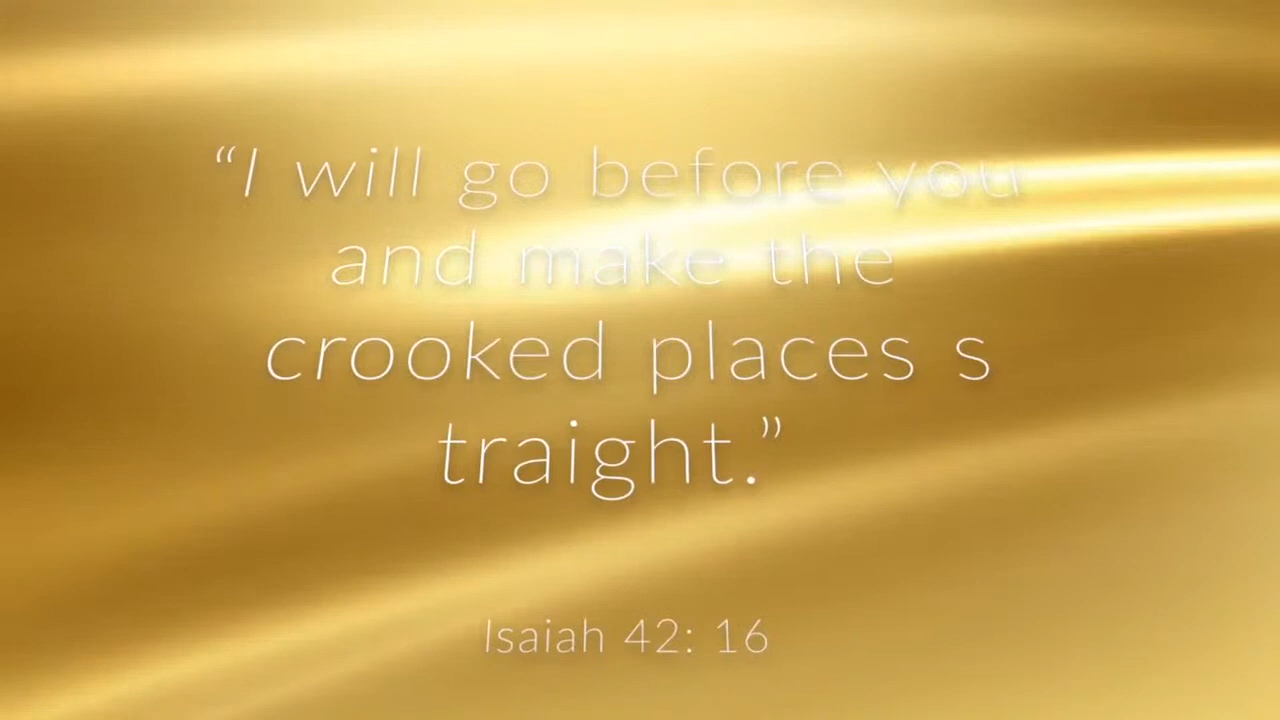 “I will go before you
and make the
crooked places s
traight.”
Isaiah 42: 16